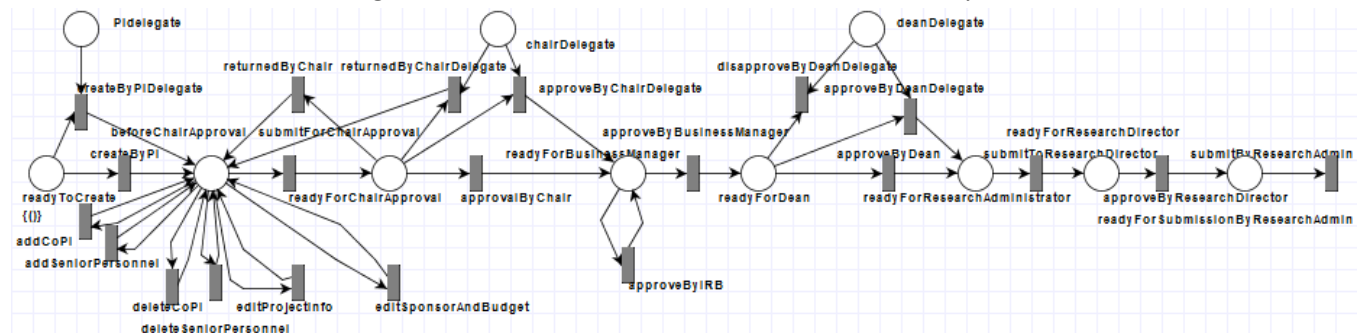 PIdelegate
deanDelegate
chairDelegate
returnedByChair
returnedByChairDelegate
disapproveByDeanDelegate
createByPIDelegate
approveByChairDelegate
approveByDeanDelegate
beforeChairApproval
submitForChairApproval
approveByBusinessManager
readyForResearchDirector
createByPI
readyForBusinessManager
approveByDean
submitToResearchDirector
submitByResearchAdmin
readyToCreate
readyForChairApproval
approvalByChair
readyForDean
readyForResearchAdministrator
approveByResearchDirector
{()}
readyForSubmissionByResearchAdmin
addCoPI
addSeniorPersonnel
approveByIRB
deleteCoPI
editProjectInfo
editSponsorAndBudget
deleteSeniorPersonnel